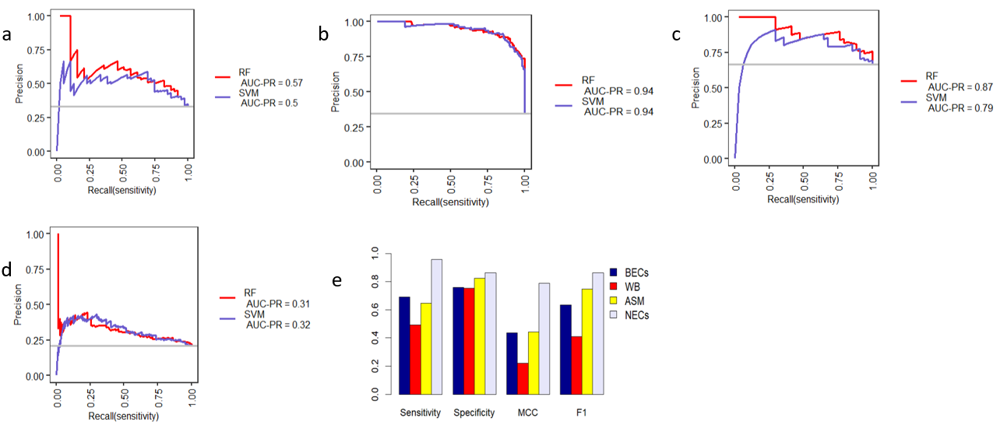 a
1.00
0.75
0.50
0.25
0.00
Precision
0.00 0.25 0.50 0.75 1.00
Recall(sensitivity)
RF
AUC-PR = 0.57
SVM
AUC-PR = 0.5
b
1.00
0.75
0.50
0.25
0.00
Precision
0.00 0.25 0.50 0.75 1.00
Recall(sensitivity)
RF
AUC-PR = 0.94
SVM
AUC-PR = 0.94
c
1.00
0.75
0.50
0.25
0.00
Precision
0.00 0.25 0.50 0.75 1.00
Recall(sensitivity)
RF
AUC-PR = 0.87
SVM
AUC-PR = 0.79
d
1.00
0.75
0.50
0.25
0.00
Precision
0.00 0.25 0.50 0.75 1.00
Recall(sensitivity)
RF
AUC-PR = 0.31
SVM
AUC-PR = 0.32
e
1.0
0.8
0.6
0.4
0.2
0.0
Sensitivity Specificity MCC F1
BECs
WB
ASM
NECs